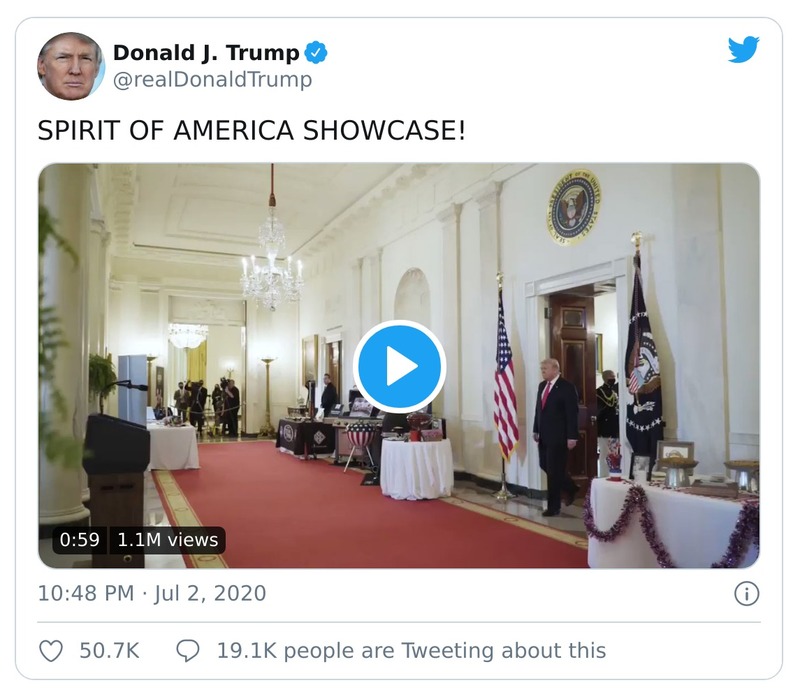 Donald J. Trump
@realDonaldTrump
SPIRIT OF AMERICA SHOWCASE!
0:59 1.1M views
10:48 PM · Jul 2, 2020
50.7K 19.1K people are Tweeting about this